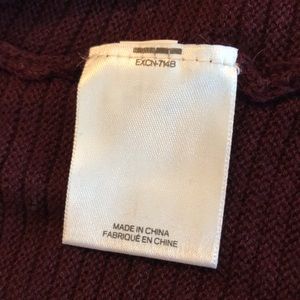 EXCN-7148
MADE IN CHINA
FABRIQUÉ EN CHINE